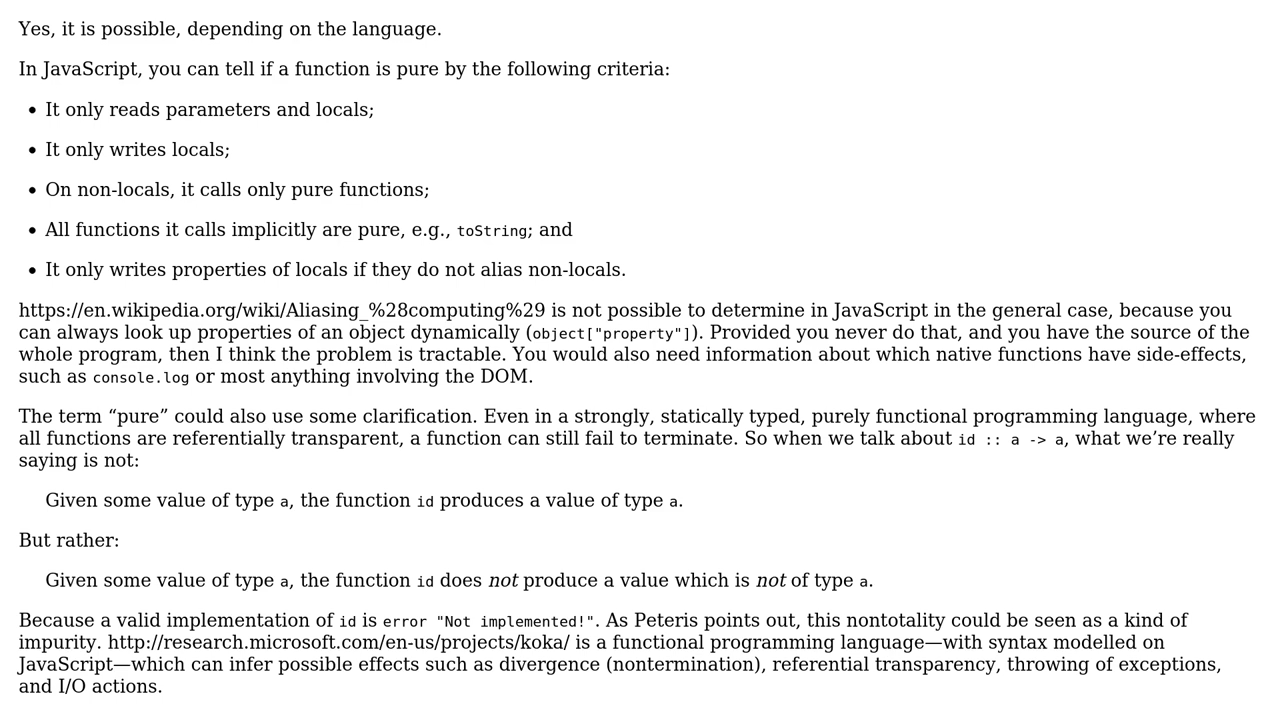 Yes, it is possible, depending on the language.
In JavaScript, you can tell if a function is pure by the following criteria:
• It only reads parameters and locals;
• It only writes locals;
• On non-locals, it calls only pure functions;
• All functions it calls implicitly are pure, e.g., toString; and
• It only writes properties of locals if they do not alias non-locals.
https://en.wikipedia.org/wiki/Aliasing_%28computing%29 is not possible to determine in JavaScript in the general case, because you
can always look up properties of an object dynamically (object["property"]). Provided you never do that, and you have the source of the
whole program, then I think the problem is tractable. You would also need information about which native functions have side-effects,
such as console.log or most anything involving the DOM.
The term “pure” could also use some clarification. Even in a strongly, statically typed, purely functional programming language, where
all functions are referentially transparent, a function can still fail to terminate. So when we talk about id :: a -> a, what we’re really
saying is not:
Given some value of type a, the function id produces a value of type a.
But rather:
Given some value of type a, the function id does not produce a value which is not of type a.
Because a valid implementation of id is error "Not implemented!". As Peteris points out, this nontotality could be seen as a kind of
impurity. http://research.microsoft.com/en-us/projects/koka/ is a functional programming language—with syntax modelled on
JavaScript—which can infer possible effects such as divergence (nontermination), referential transparency, throwing of exceptions,
and I/O actions.